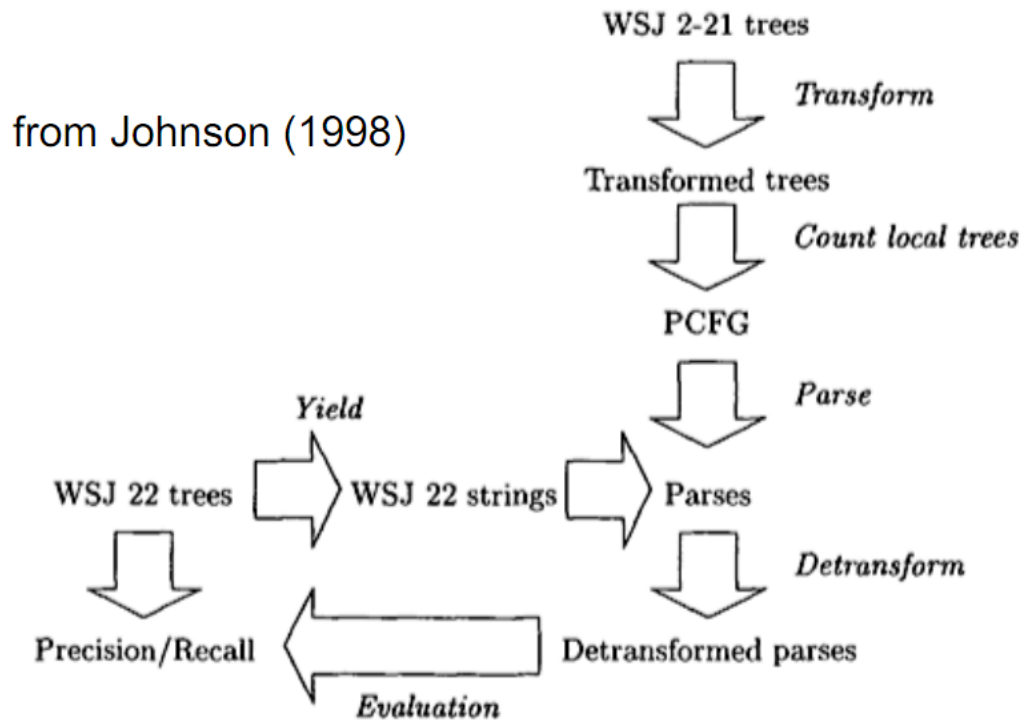 WSJ 2-21 trees
Transform
from Johnson (1998)
Transformed trees
Count local trees
PCFG
Parse
Yield
WSJ 22 trees
WSJ 22 strings
Parses
Detransform
Precision/Recall
Detransformed parses
Evaluation